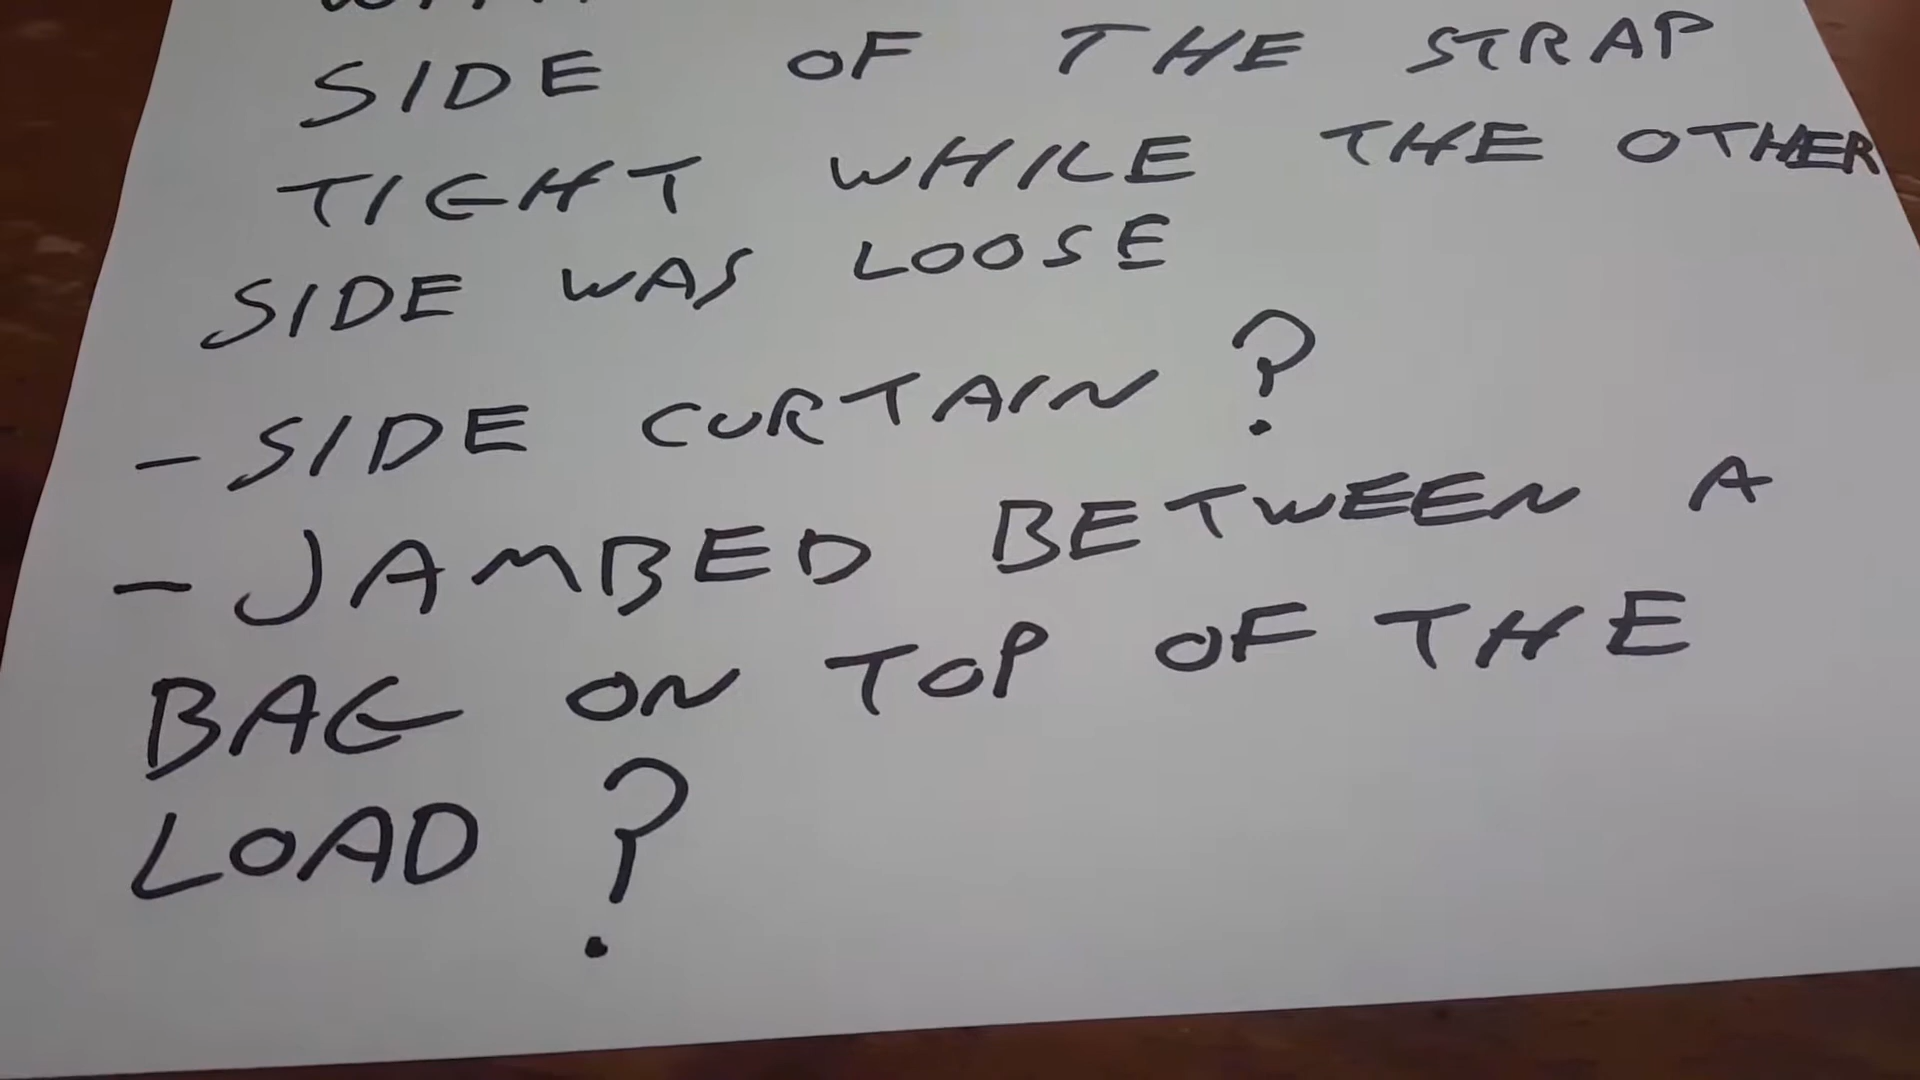 SIDE OF THE STRAP
TIGHT WHILE THE OTHER
SIDE WAS LOOSE
- SIDE CURTAIN ?
- JAMBED BETWEEN A
BAG ON TOP OF THE
LOAD ?